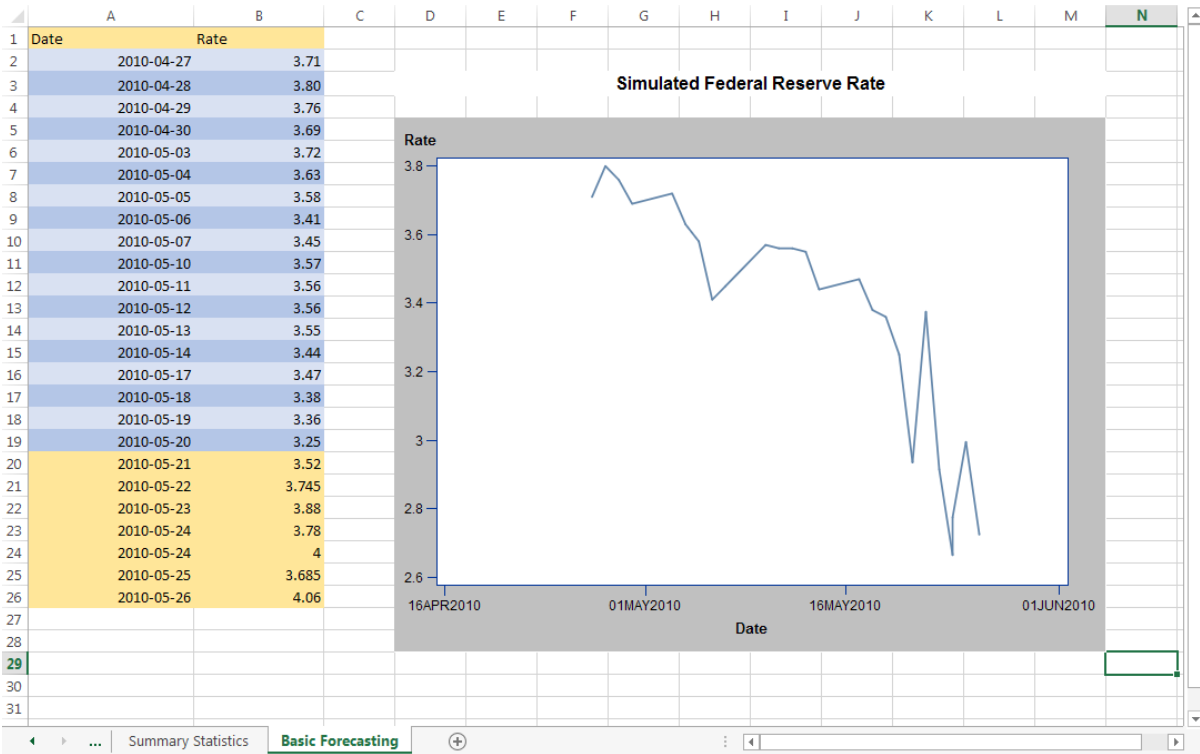 A B C D E F G H I J K L M N
1 Date Rate
2 2010-04-27 3.71
3 2010-04-28 3.80
4 2010-04-29 3.76
5 2010-04-30 3.69
6 2010-05-03 3.72
7 2010-05-04 3.63
8 2010-05-05 3.58
9 2010-05-06 3.41
10 2010-05-07 3.45
11 2010-05-10 3.57
12 2010-05-11 3.56
13 2010-05-12 3.56
14 2010-05-13 3.55
15 2010-05-14 3.44
16 2010-05-17 3.47
17 2010-05-18 3.38
18 2010-05-19 3.36
19 2010-05-20 3.25
20 2010-05-21 3.52
21 2010-05-22 3.745
22 2010-05-23 3.88
23 2010-05-24 3.78
24 2010-05-24 4
25 2010-05-25 3.685
26 2010-05-26 4.06
27
28
29
30
31
Simulated Federal Reserve Rate
Rate
3.8
3.6
3.4
3.2
3
2.8
2.6
16APR2010 01MAY2010 16MAY2010 01JUN2010
Date
... Summary Statistics Basic Forecasting